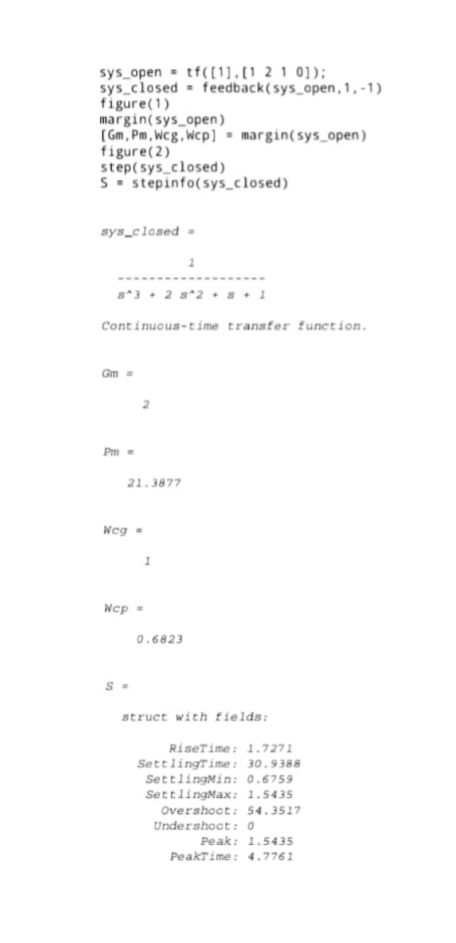 sys_open = tf([1],[1 2 1 0]);
sys_closed = feedback(sys_open,1,-1)
figure(1)
margin(sys_open)
[Gm,Pm,Wcg,Wcp] = margin(sys_open)
figure(2)
step(sys_closed)
S = stepinfo(sys_closed)
sys_closed =
1
-------------------
s^3 + 2 s^2 + s + 1
Continuous-time transfer function.
Gm =
2
Pm =
21.3877
Wcg =
1
Wcp =
0.6823
S =
struct with fields:
RiseTime: 1.7271
SettlingTime: 30.9388
SettlingMin: 0.6759
SettlingMax: 1.5435
Overshoot: 54.3517
Undershoot: 0
Peak: 1.5435
PeakTime: 4.7761